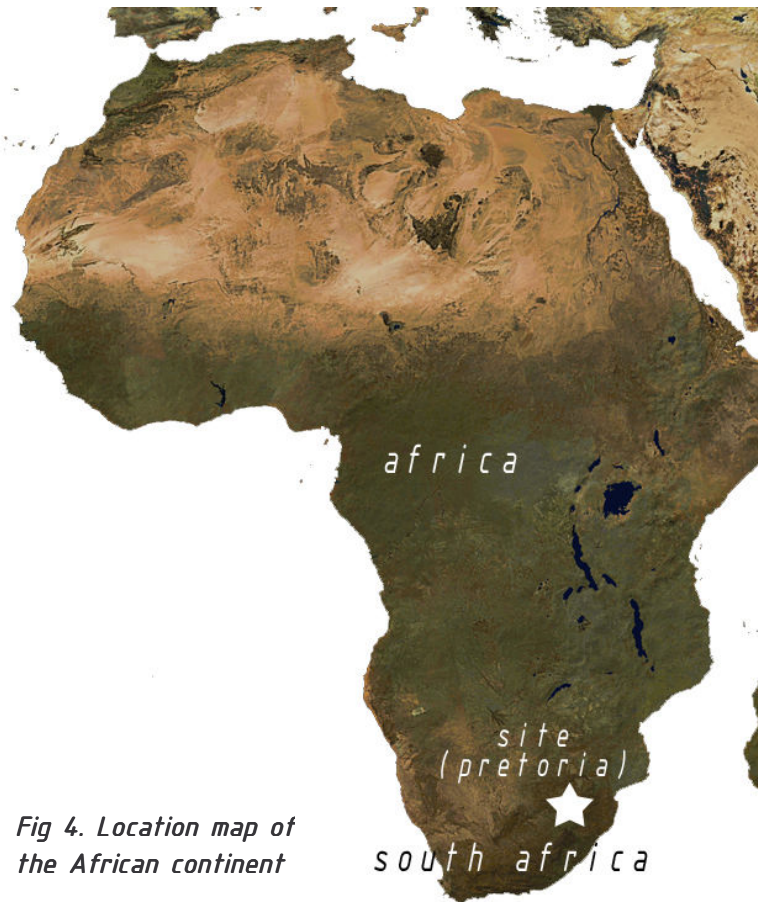 africa
site
(pretoria)
south africa
Fig 4. Location map of
the African continent